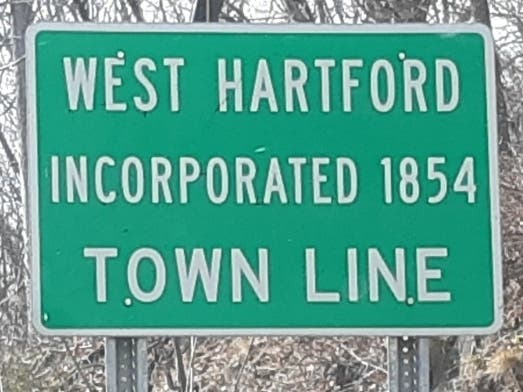 WEST HARTFORD
INCORPORATED 1854
TOWN LINE